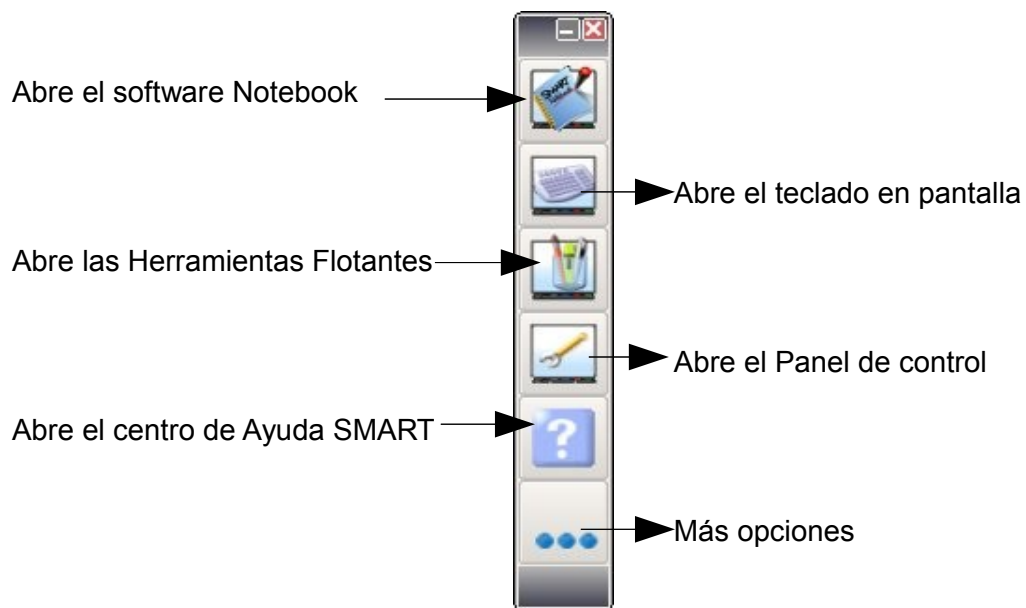 Abre el software Notebook
Abre el teclado en pantalla
Abre las Herramientas Flotantes
Abre el Panel de control
Abre el centro de Ayuda SMART
Más opciones
SMART
?